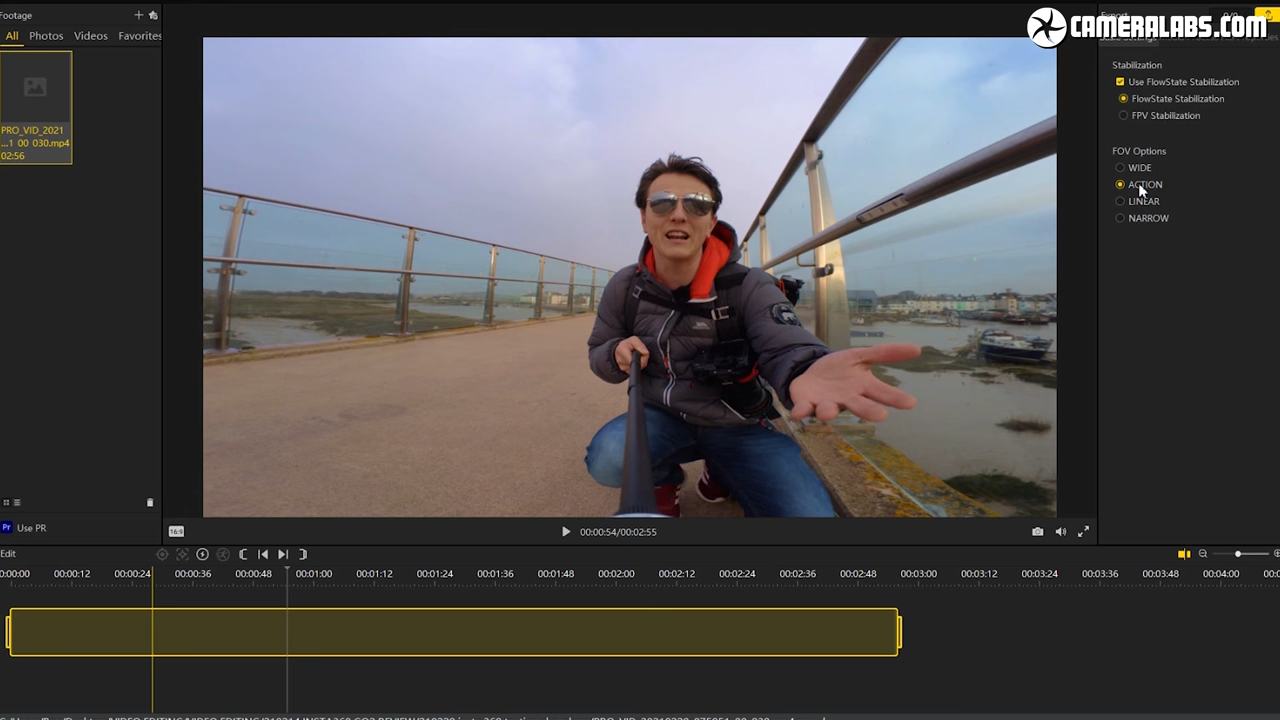 Footage
All Photos Videos Favorites
PRO_VID_2021
...1_00_030.mp4
02:56
Pr Use PR
16:9
00:00:54/00:02:55
CAMERALABS.COM
Export
Stabilization
Use FlowState Stabilization
FlowState Stabilization
FPV Stabilization
FOV Options
WIDE
ACTION
LINEAR
NARROW
Edit
0:00:00 00:00:12 00:00:24 00:00:36 00:00:48 00:01:00 00:01:12 00:01:24 00:01:36 00:01:48 00:02:00 00:02:12 00:02:24 00:02:36 00:02:48 00:03:00 00:03:12 00:03:24 00:03:36 00:03:48 00:04:00 00:0